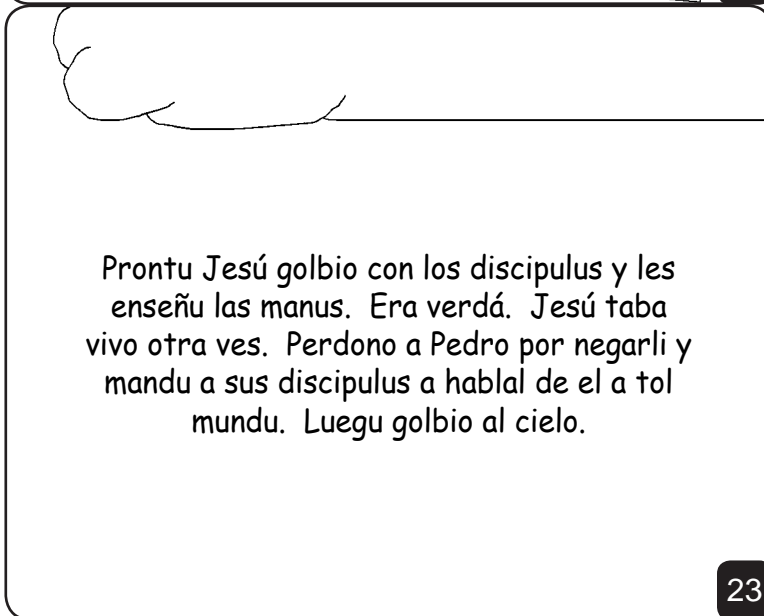 Prontu Jesú golbio con los discipulus y les
enseñu las manus.  Era verdá.  Jesú taba
vivo otra ves.  Perdono a Pedro por negarli y
mandu a sus discipulus a hablal de el a tol
mundu.  Luegu golbio al cielo.
23